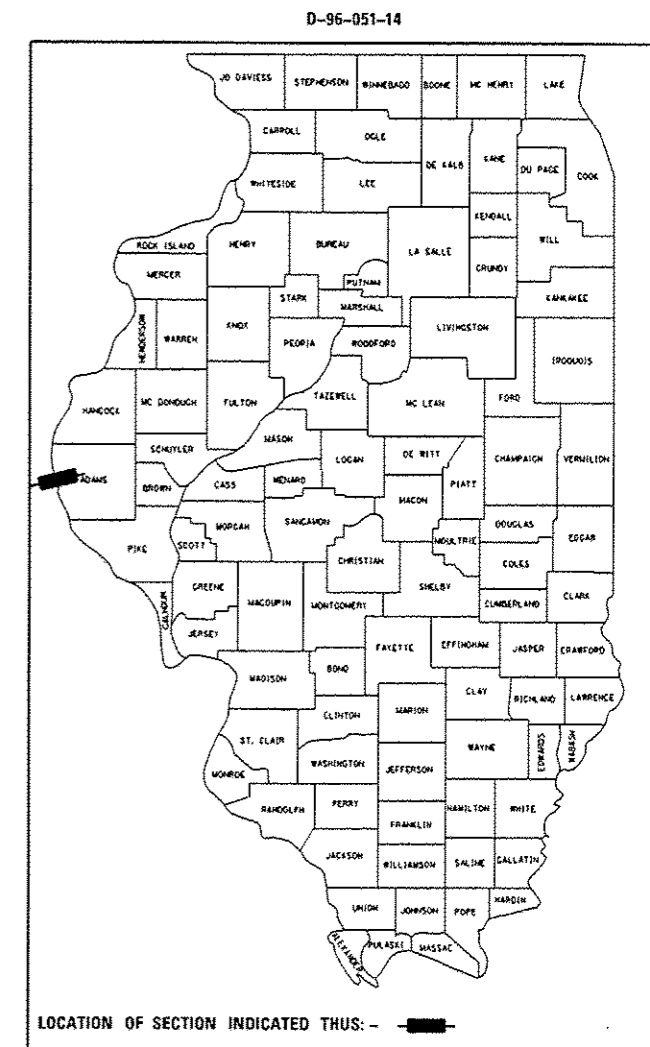 D-96-051-14
JO DAVIESS STEPHENSON WINNEBAGO BOONE MC HENRY LAKE
CARROLL OGLE DE KALB KANE DU PAGE COOK
WHITESIDE LEE KENDALL WILL
ROCK ISLAND HENRY BUREAU LA SALLE GRUNDY
MERCER PUTNAM KANKAKEE
HENDERSON WARREN KNOX STARK MARSHALL LIVINGSTON
PEORIA WOODFORD IROQUOIS
HANCOCK MC DONOUGH FULTON TAZEWELL MC LEAN FORD
SCHUYLER MASON LOGAN DE WITT CHAMPAIGN VERMILION
ADAMS BROWN CASS MENARD MACON PIATT
PIKE SCOTT MORGAN SANGAMON CHRISTIAN MOULTRIE DOUGLAS EDGAR
COLES
CALHOUN GREENE MACOUPIN MONTGOMERY SHELBY CUMBERLAND CLARK
JERSEY FAYETTE EFFINGHAM JASPER CRAWFORD
MADISON BOND CLAY RICHLAND LAWRENCE
CLINTON MARION
ST. CLAIR WAYNE EDWARDS WABASH
MONROE WASHINGTON JEFFERSON
RANDOLPH PERRY HAMILTON WHITE
FRANKLIN
JACKSON WILLIAMSON SALINE GALLATIN
UNION JOHNSON POPE HARDIN
ALEXANDER PULASKI MASSAC
LOCATION OF SECTION INDICATED THUS: -